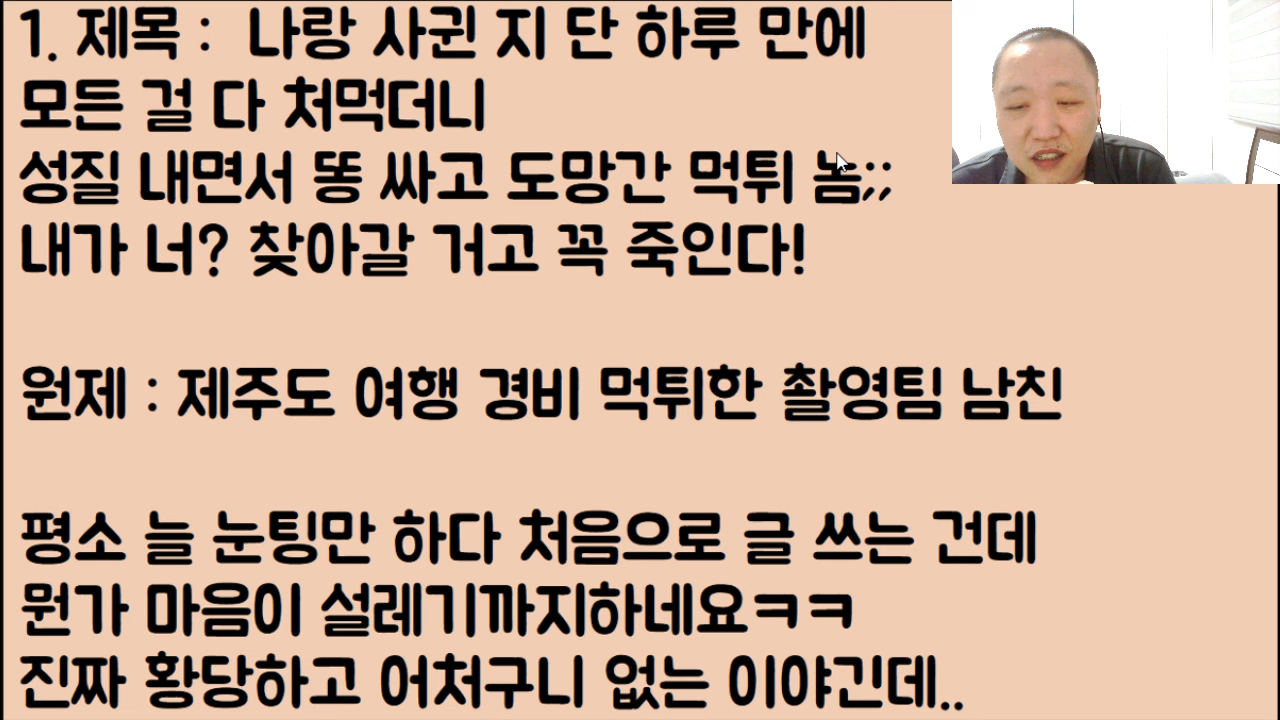 1. 제목 :  나랑 사귄 지 단 하루 만에
모든 걸 다 처먹더니
성질 내면서 똥 싸고 도망간 먹튀 놈;;
내가 너? 찾아갈 거고 꼭 죽인다!
원제 : 제주도 여행 경비 먹튀한 촬영팀 남친
평소 늘 눈팅만 하다 처음으로 글 쓰는 건데
뭔가 마음이 설레기까지하네요ㅋㅋ
진짜 황당하고 어처구니 없는 이야긴데..